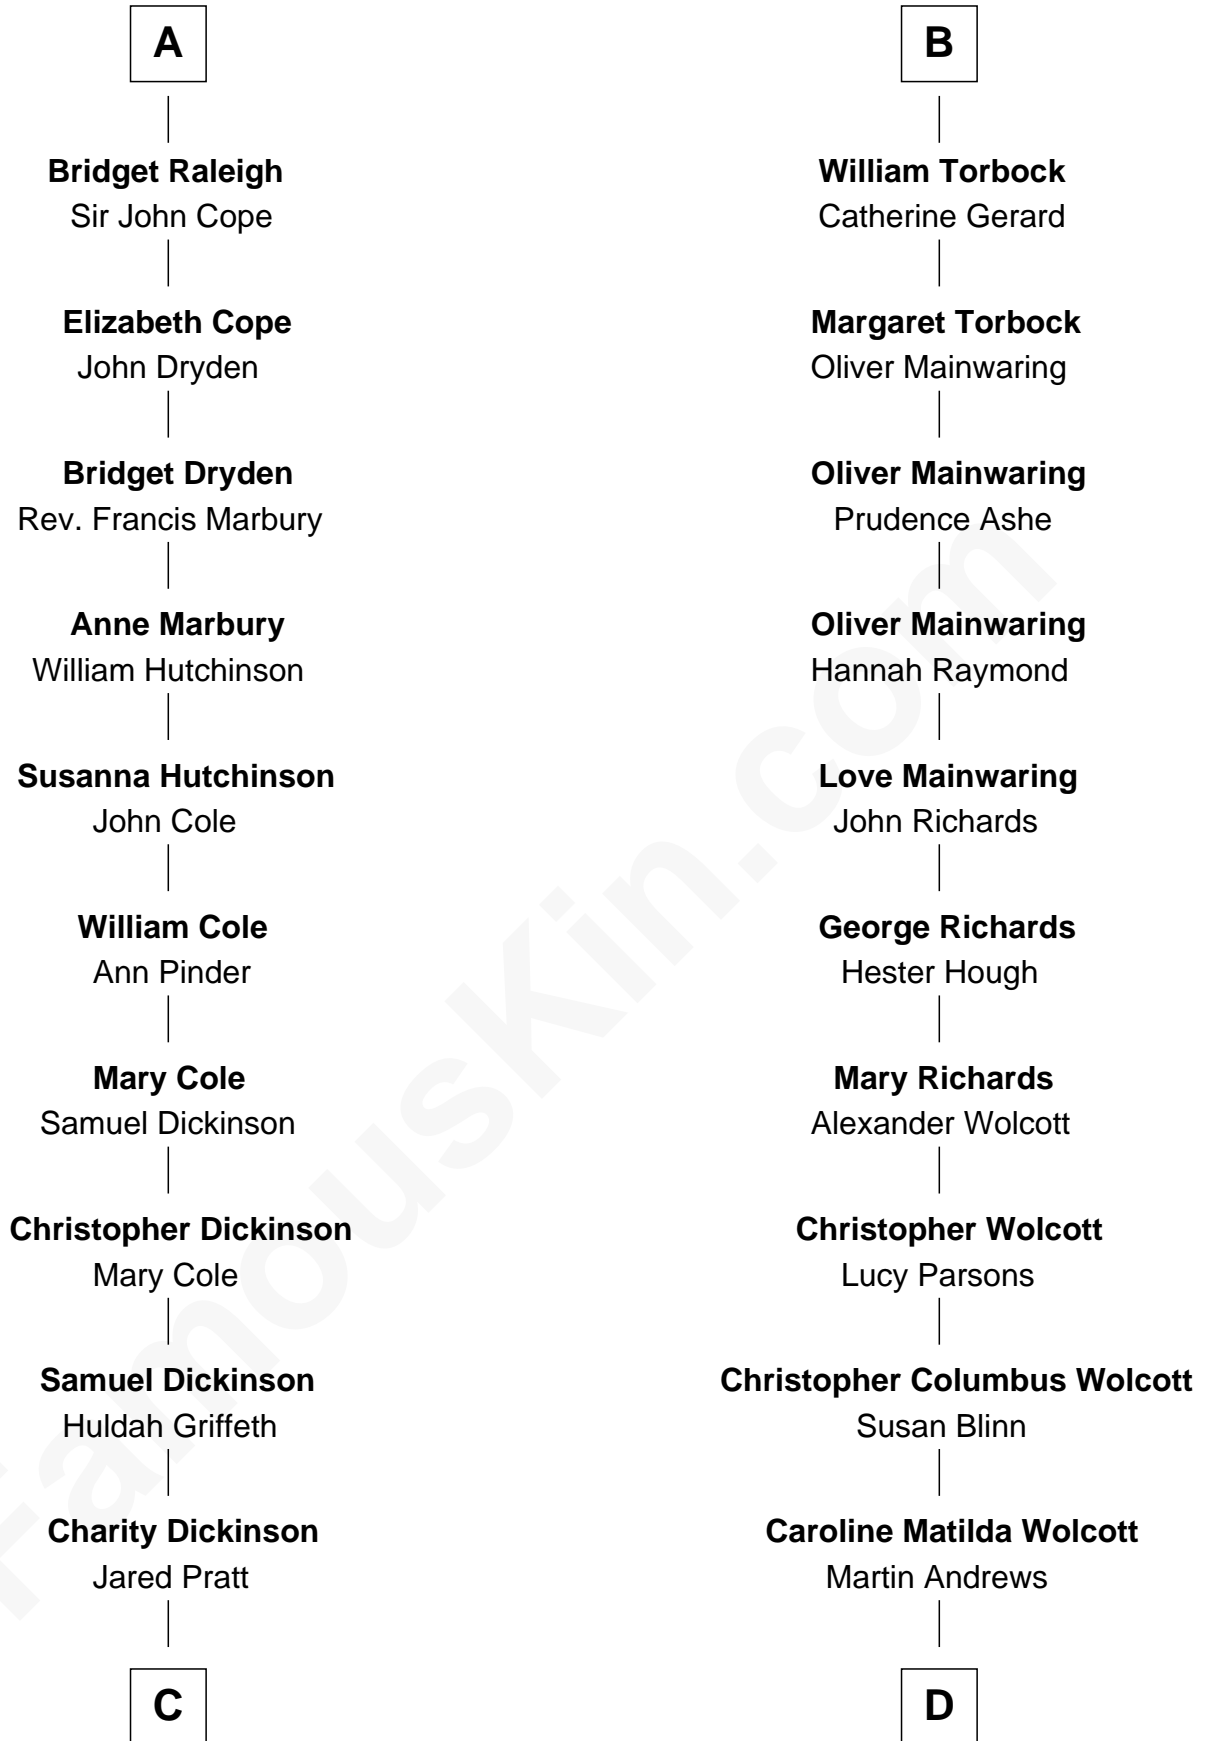 A
Bridget Raleigh
Sir John Cope
Elizabeth Cope
John Dryden
Bridget Dryden
Rev. Francis Marbury
Anne Marbury
William Hutchinson
Susanna Hutchinson
John Cole
William Cole
Ann Pinder
Mary Cole
Samuel Dickinson
Christopher Dickinson
Mary Cole
Samuel Dickinson
Huldah Griffeth
Charity Dickinson
Jared Pratt
C
B
William Torbock
Catherine Gerard
Margaret Torbock
Oliver Mainwaring
Oliver Mainwaring
Prudence Ashe
Oliver Mainwaring
Hannah Raymond
Love Mainwaring
John Richards
George Richards
Hester Hough
Mary Richards
Alexander Wolcott
Christopher Wolcott
Lucy Parsons
Christopher Columbus Wolcott
Susan Blinn
Caroline Matilda Wolcott
Martin Andrews
D
FamousKin.com